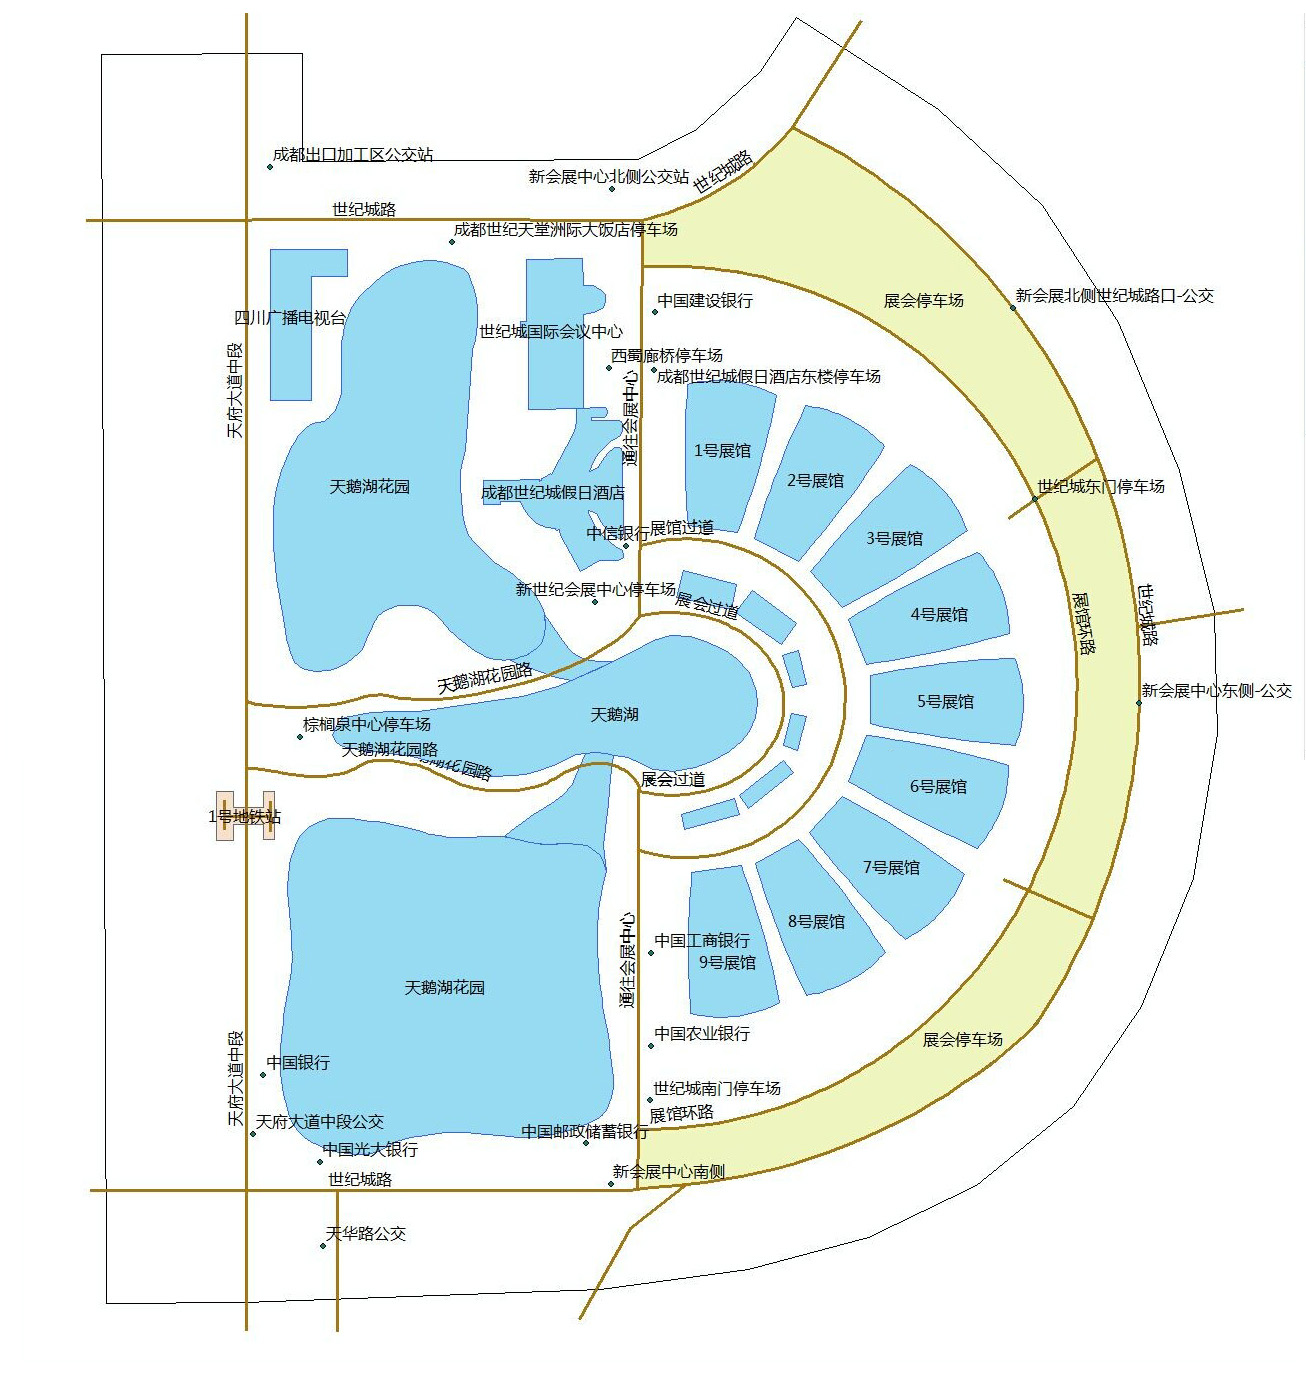 成都出口加工区公交站
新会展中心北侧公交站
世纪城路
世纪城路
成都世纪天堂洲际大饭店停车场
四川广播电视台
世纪城国际会议中心
中国建设银行
展会停车场
新会展北侧世纪城路口-公交
西蜀廊桥停车场
成都世纪城假日酒店东楼停车场
天府大道中段
通往会展中心
1号展馆
2号展馆
天鹅湖花园
成都世纪城假日酒店
世纪城东门停车场
中信银行
展馆过道
3号展馆
新世纪会展中心停车场
展会过道
4号展馆
展馆环路
世纪城路
天鹅湖花园路
5号展馆
新会展中心东侧-公交
天鹅湖
棕榈泉中心停车场
天鹅湖花园路
湖花园路
展会过道
6号展馆
1号地铁站
7号展馆
8号展馆
中国工商银行
9号展馆
通往会展中心
天鹅湖花园
中国农业银行
展会停车场
天府大道中段
中国银行
世纪城南门停车场
展馆环路
天府大道中段公交
中国邮政储蓄银行
中国光大银行
新会展中心南侧
世纪城路
天华路公交